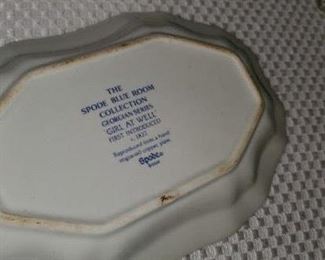 THE
SPODE BLUE ROOM
COLLECTION
GEORGIAN SERIES
'GIRL AT WELL'
FIRST INTRODUCED
c. 1822
Reproduced from a hand
engraved copper plate
Spode